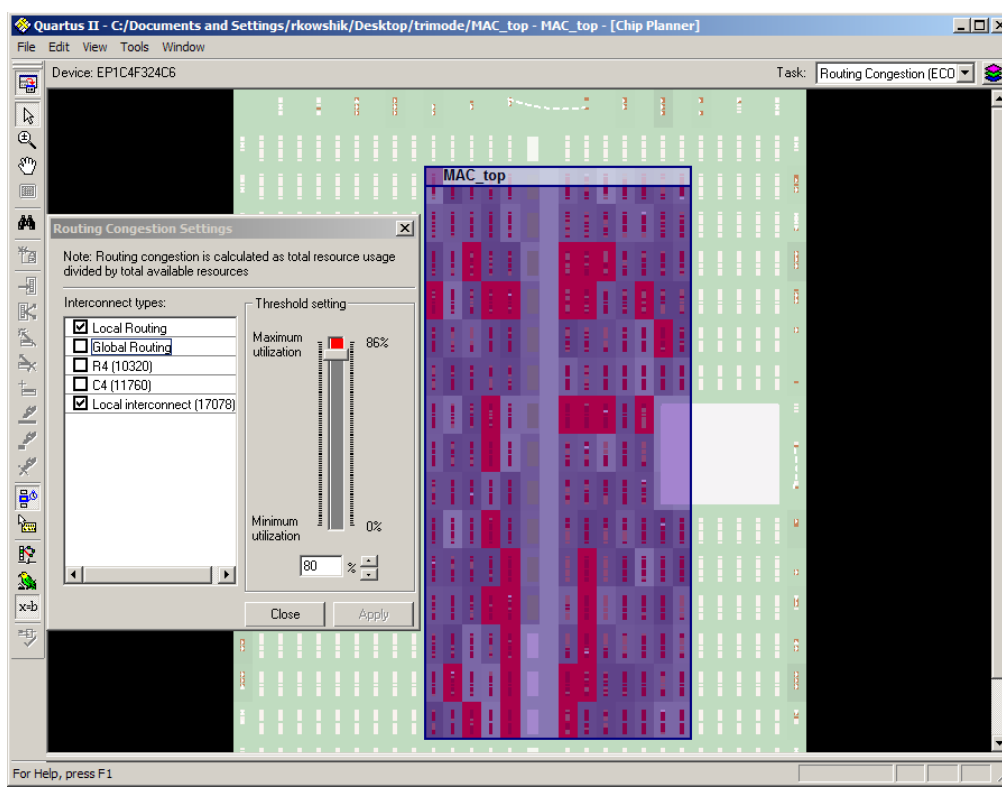 Quartus II - C:/Documents and Settings/rkowshik/Desktop/trimode/MAC_top - MAC_top - [Chip Planner]
File Edit View Tools Window
Device: EP1C4F324C6
Task: Routing Congestion (ECO
MAC_top
Routing Congestion Settings
Note: Routing congestion is calculated as total resource usage
divided by total available resources
Interconnect types:
Local Routing
Global Routing
R4 (10320)
C4 (11760)
Local interconnect (17078)
Threshold setting
Maximum
utilization
86%
Minimum
utilization
0%
80 %
Close Apply
x=b
For Help, press F1